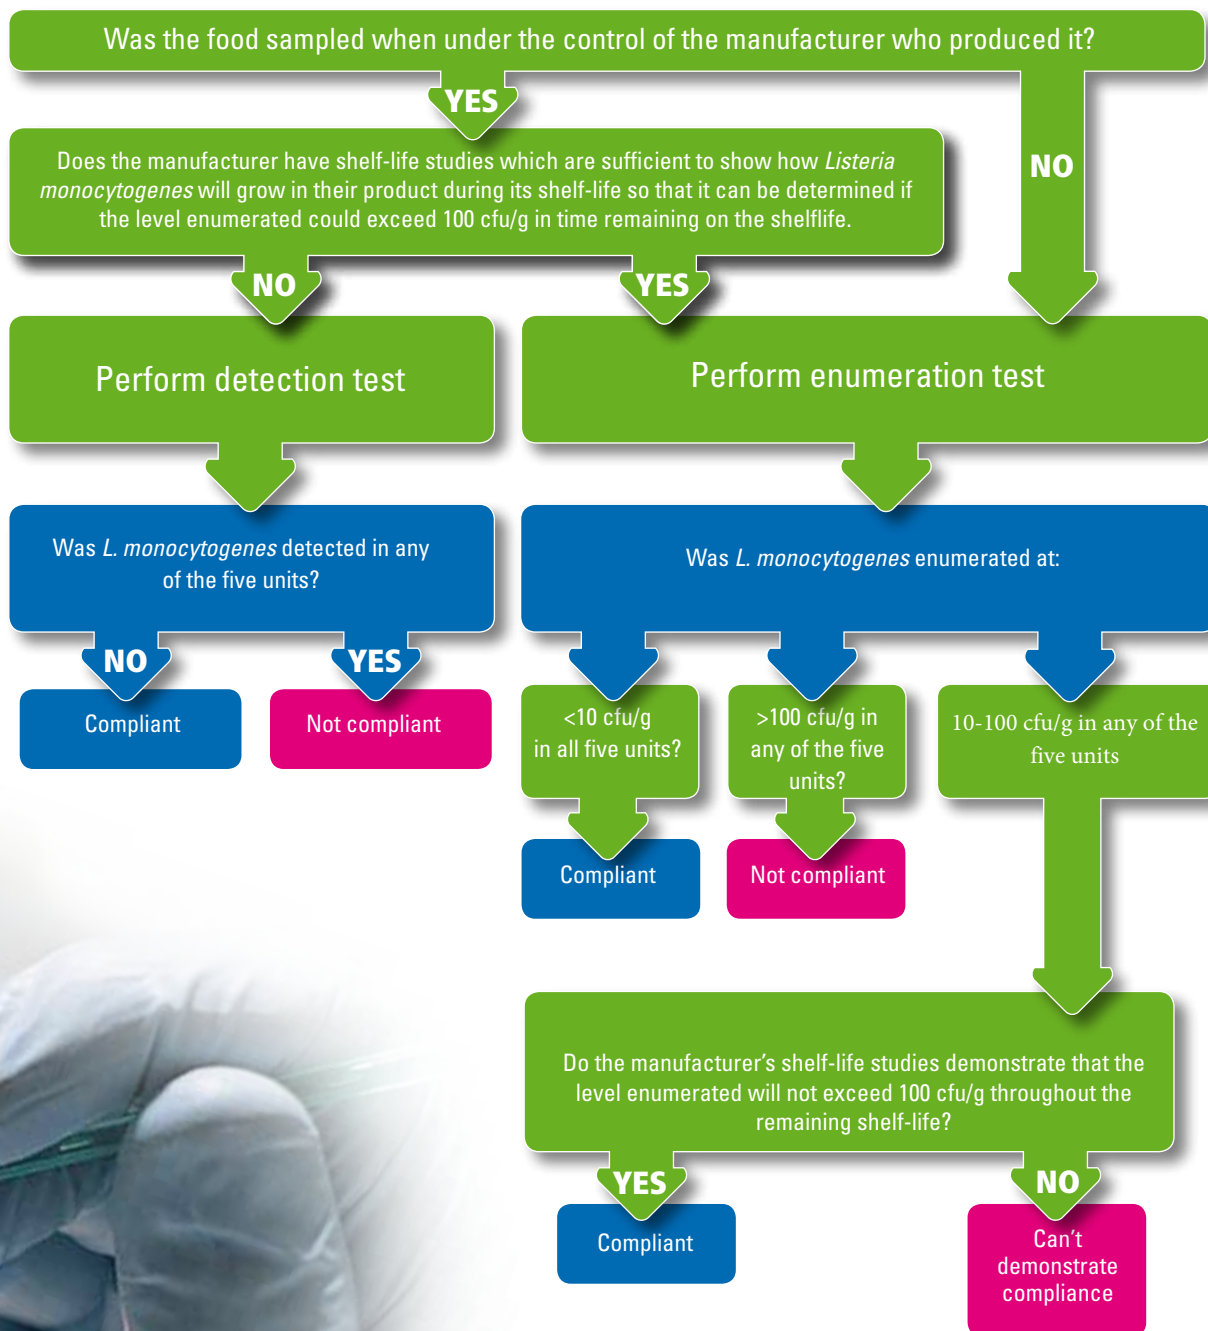 Was the food sampled when under the control of the manufacturer who produced it?
YES
NO
Does the manufacturer have shelf-life studies which are sufficient to show how Listeria
monocytogenes will grow in their product during its shelf-life so that it can be determined if
the level enumerated could exceed 100 cfu/g in time remaining on the shelflife.
NO
YES
Perform detection test
Perform enumeration test
Was L. monocytogenes detected in any
of the five units?
NO
YES
Compliant
Not compliant
Was L. monocytogenes enumerated at:
<10 cfu/g
in all five units?
>100 cfu/g in
any of the five
units?
10-100 cfu/g in any of the
five units
Compliant
Not compliant
Do the manufacturer's shelf-life studies demonstrate that the
level enumerated will not exceed 100 cfu/g throughout the
remaining shelf-life?
YES
NO
Compliant
Can't
demonstrate
compliance